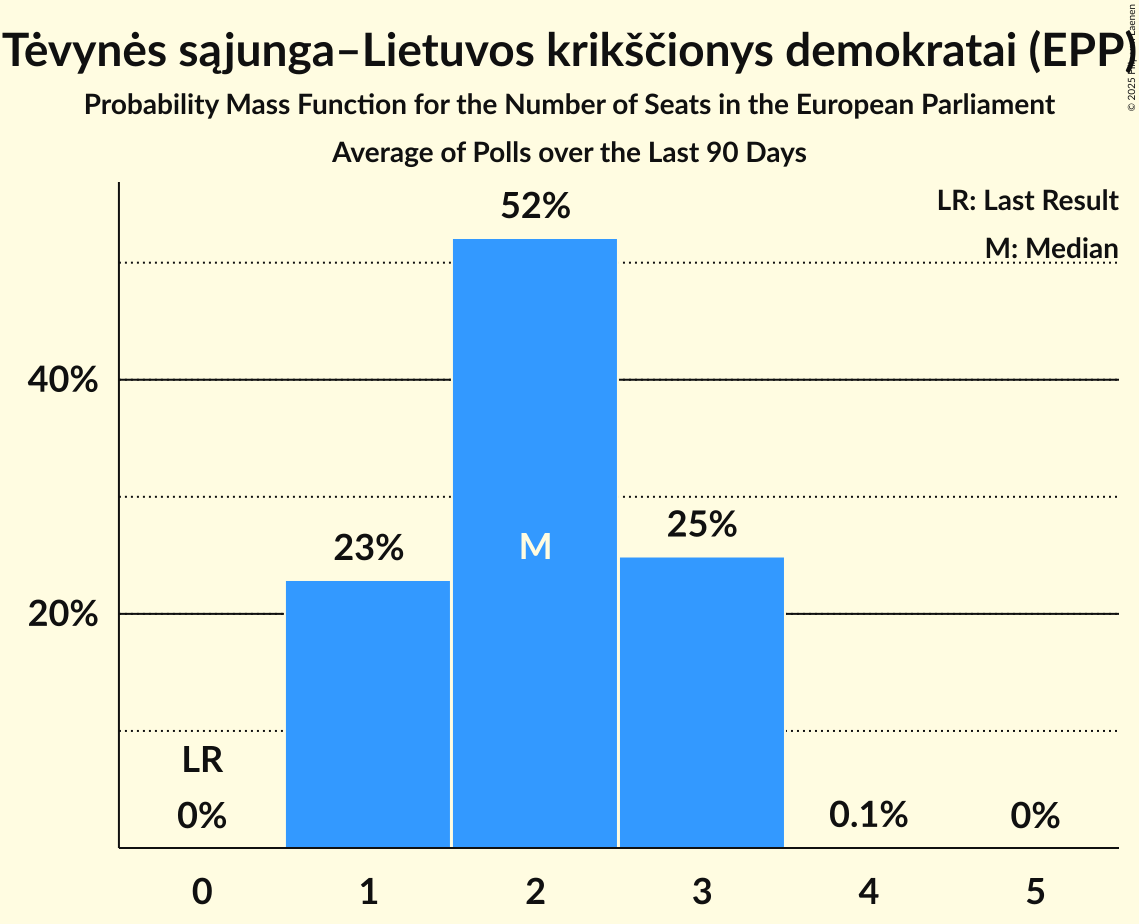 Tėvynės sąjunga–Lietuvos krikščionys demokratai (EPP)
© 2025 Laenen
Probability Mass Function for the Number of Seats in the European Parliament
Average of Polls over the Last 90 Days
LR: Last Result
M: Median
52%
40%
25%
23%
M
20%
LR
0%
0.1%
0%
0 1 2 3 4 5